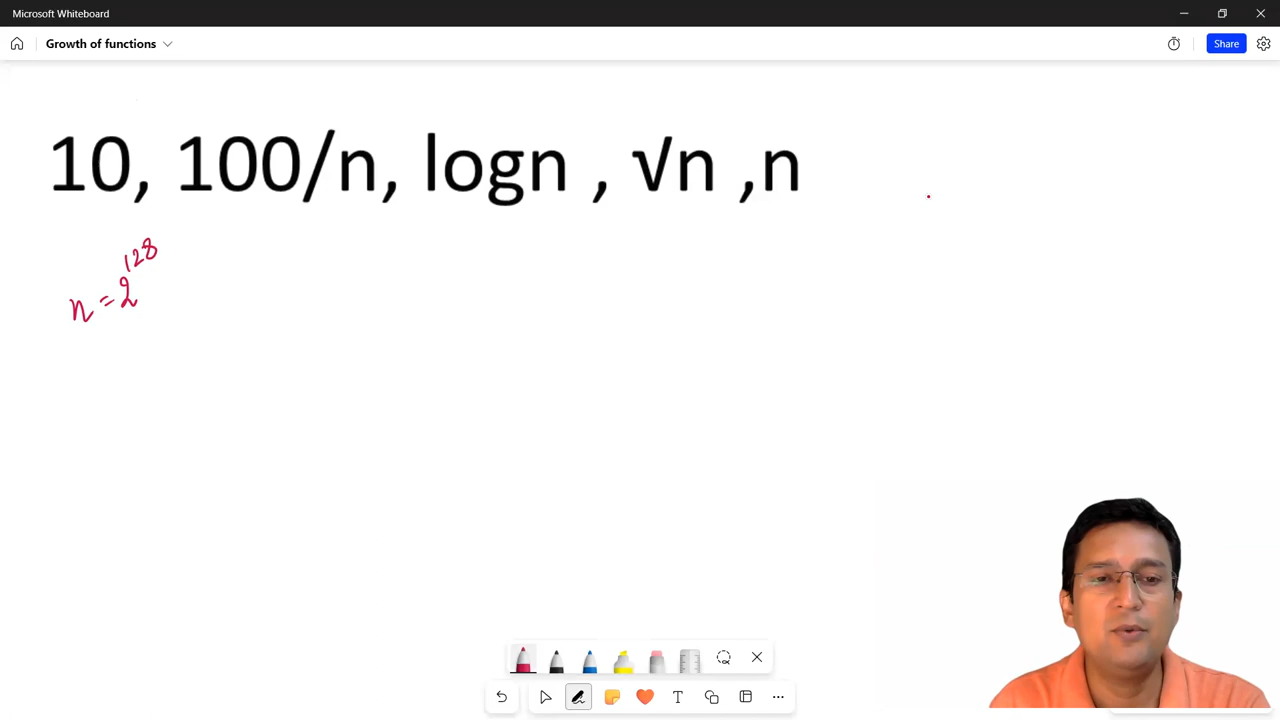 Microsoft Whiteboard
Growth of functions
Share
10, 100/n, logn , √n ,n
n = 2^128